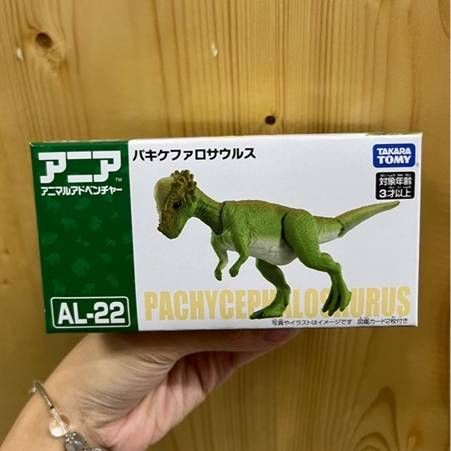 アニア™
アニマルアドベンチャー
パキケファロサウルス
TAKARA
TOMY
対象年齢
3才以上
AL-22
PACHYCEPHALOSAURUS
写真やイラストはイメージです 図鑑カード2枚付き